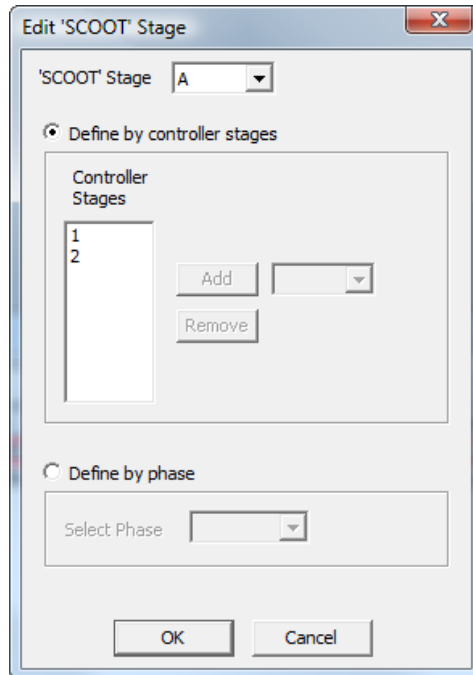 Edit 'SCOOT' Stage
X
'SCOOT' Stage A
Define by controller stages
Controller
Stages
1
2
Add
Remove
Define by phase
Select Phase
OK Cancel